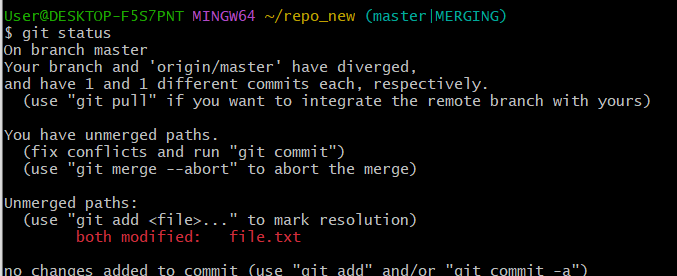 User@DESKTOP-F5S7PNT MINGW64 ~/repo_new (master|MERGING)
$ git status
On branch master
Your branch and 'origin/master' have diverged,
and have 1 and 1 different commits each, respectively.
  (use "git pull" if you want to integrate the remote branch with yours)

You have unmerged paths.
  (fix conflicts and run "git commit")
  (use "git merge --abort" to abort the merge)

Unmerged paths:
  (use "git add <file>..." to mark resolution)
        both modified:   file.txt

no changes added to commit (use "git add" and/or "git commit -a")